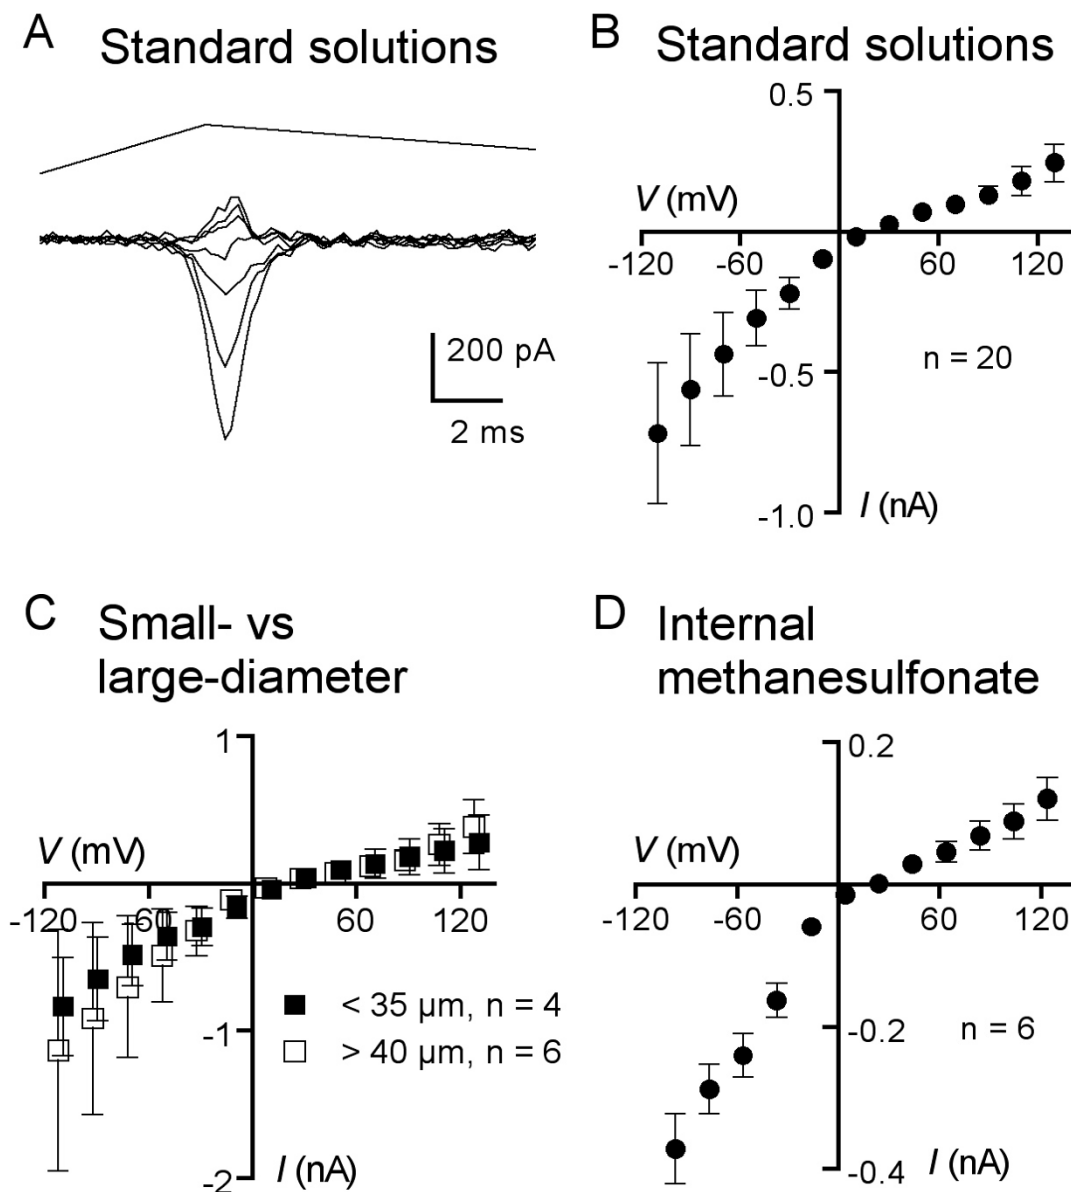 A Standard solutions
200 pA
2 ms
B Standard solutions
0.5
V (mV)
-120 -60 60 120
n = 20
-0.5
-1.0 I (nA)
C Small- vs
large-diameter
1
V (mV)
-120 -60 60 120
< 35 µm, n = 4
-1
> 40 µm, n = 6
-2 I (nA)
D Internal
methanesulfonate
0.2
V (mV)
-120 -60 60 120
-0.2
n = 6
-0.4 I (nA)